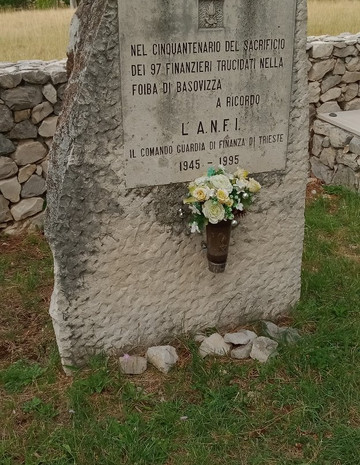 NEL CINQUANTENARIO DEL SACRIFICIO
DEI 97 FINANZIERI TRUCIDATI NELLA
FOIBA DI BASOVIZZA
A RICORDO
L'A.N.F.I.
IL COMANDO GUARDIA DI FINANZA DI TRIESTE
1945 - 1995